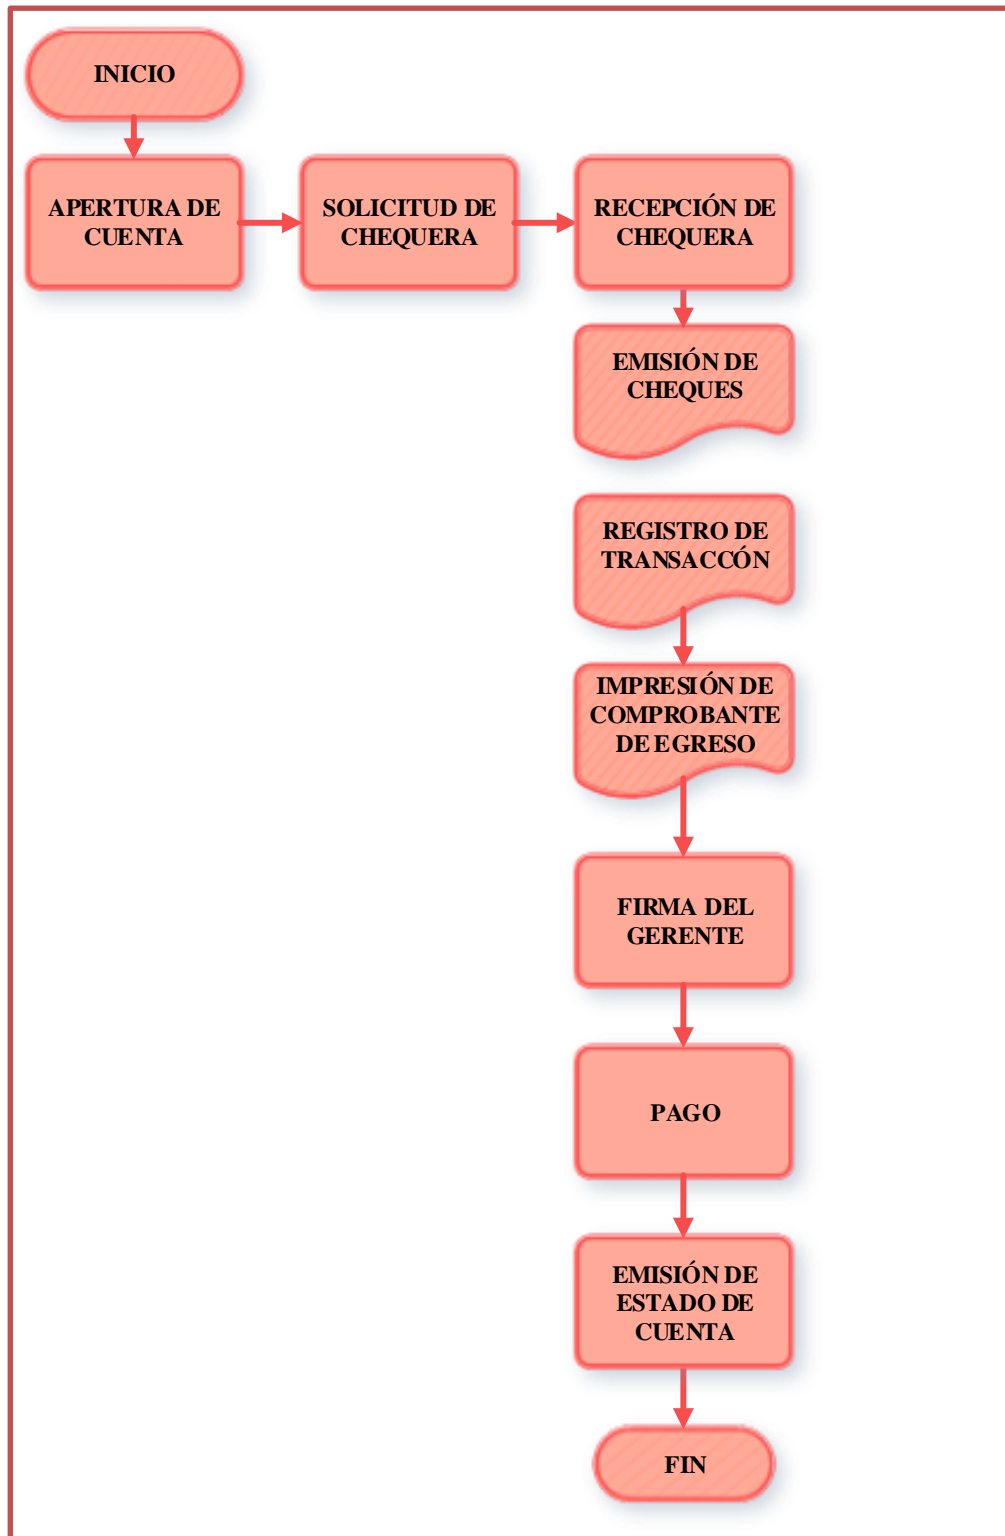 INICIO
APERTURA DE
CUENTA
SOLICITUD DE
CHEQUERA
RECEPCIÓN DE
CHEQUERA
EMISIÓN DE
CHEQUES
REGISTRO DE
TRANSACCÓN
IMPRESIÓN DE
COMPROBANTE
DE EGRESO
FIRMA DEL
GERENTE
PAGO
EMISIÓN DE
ESTADO DE
CUENTA
FIN